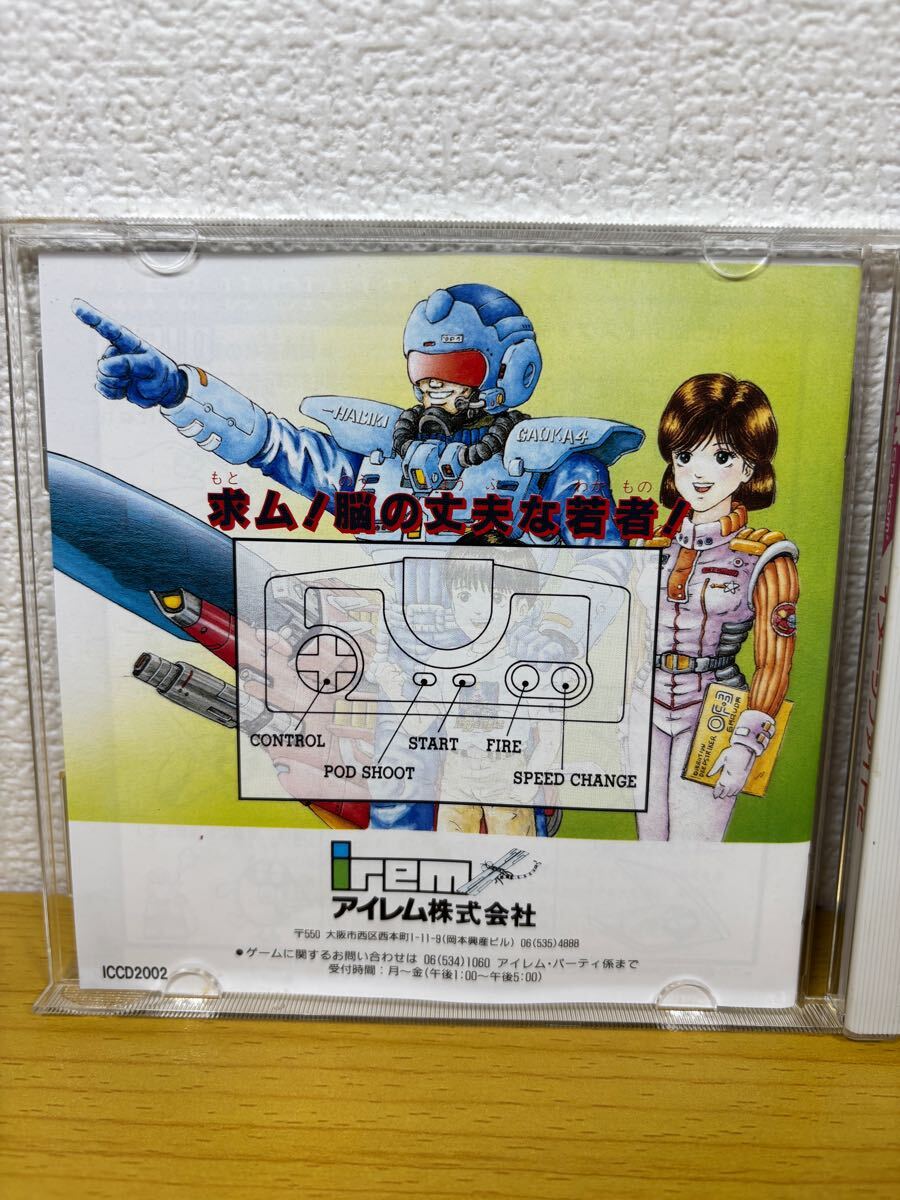 OP-5
HABIKI
GAOKA4
もと
わか もの
求ム!脳の丈夫な若者!
CONTROL
START
FIRE
POD SHOOT
SPEED CHANGE
irem
アイレム株式会社
〒550 大阪市西区西本町1-11-9(岡本興産ビル) 06(535)4888
●ゲームに関するお問い合わせは 06(534)1060 アイレム・パーティ係まで
受付時間:月〜金(午後1:00〜午後5:00)
ICCD2002